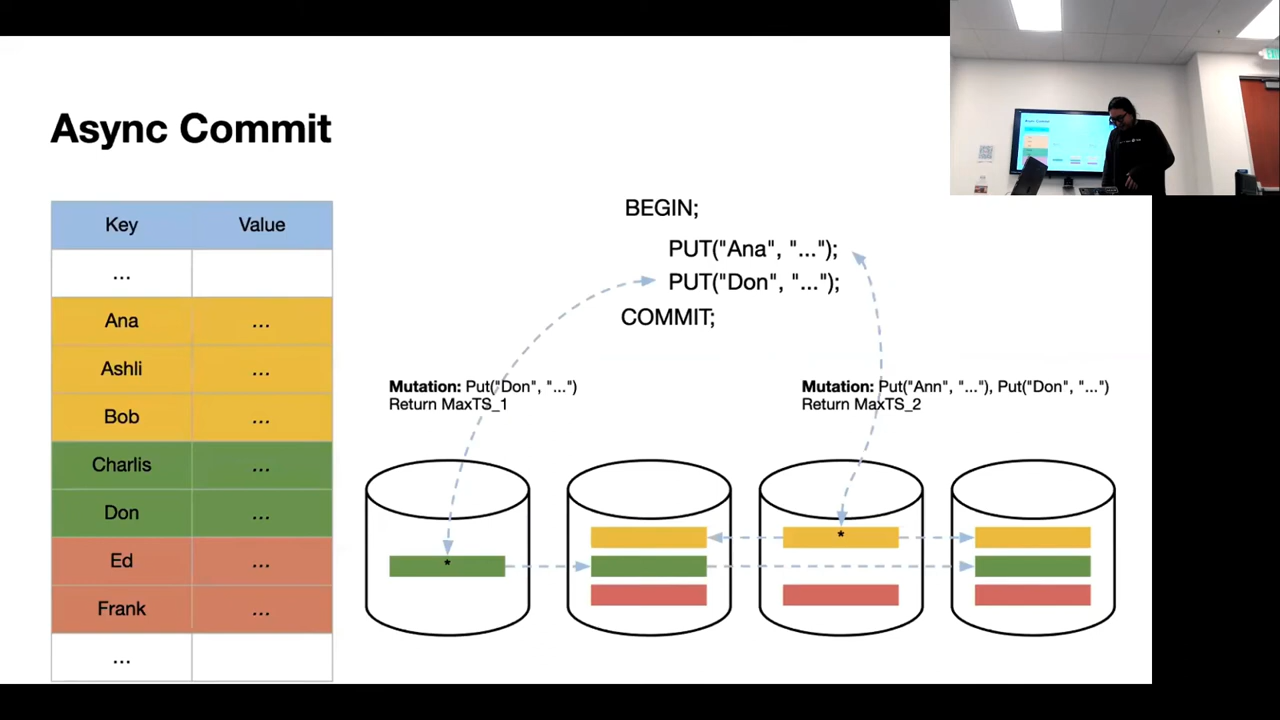 Async Commit
Key Value
...
Ana ...
Ashli ...
Bob ...
Charlis ...
Don ...
Ed ...
Frank ...
...
BEGIN;
PUT("Ana", "...");
PUT("Don", "...");
COMMIT;
Mutation: Put("Don", "...")
Return MaxTS_1
Mutation: Put("Ann", "..."), Put("Don", "...")
Return MaxTS_2
*
*